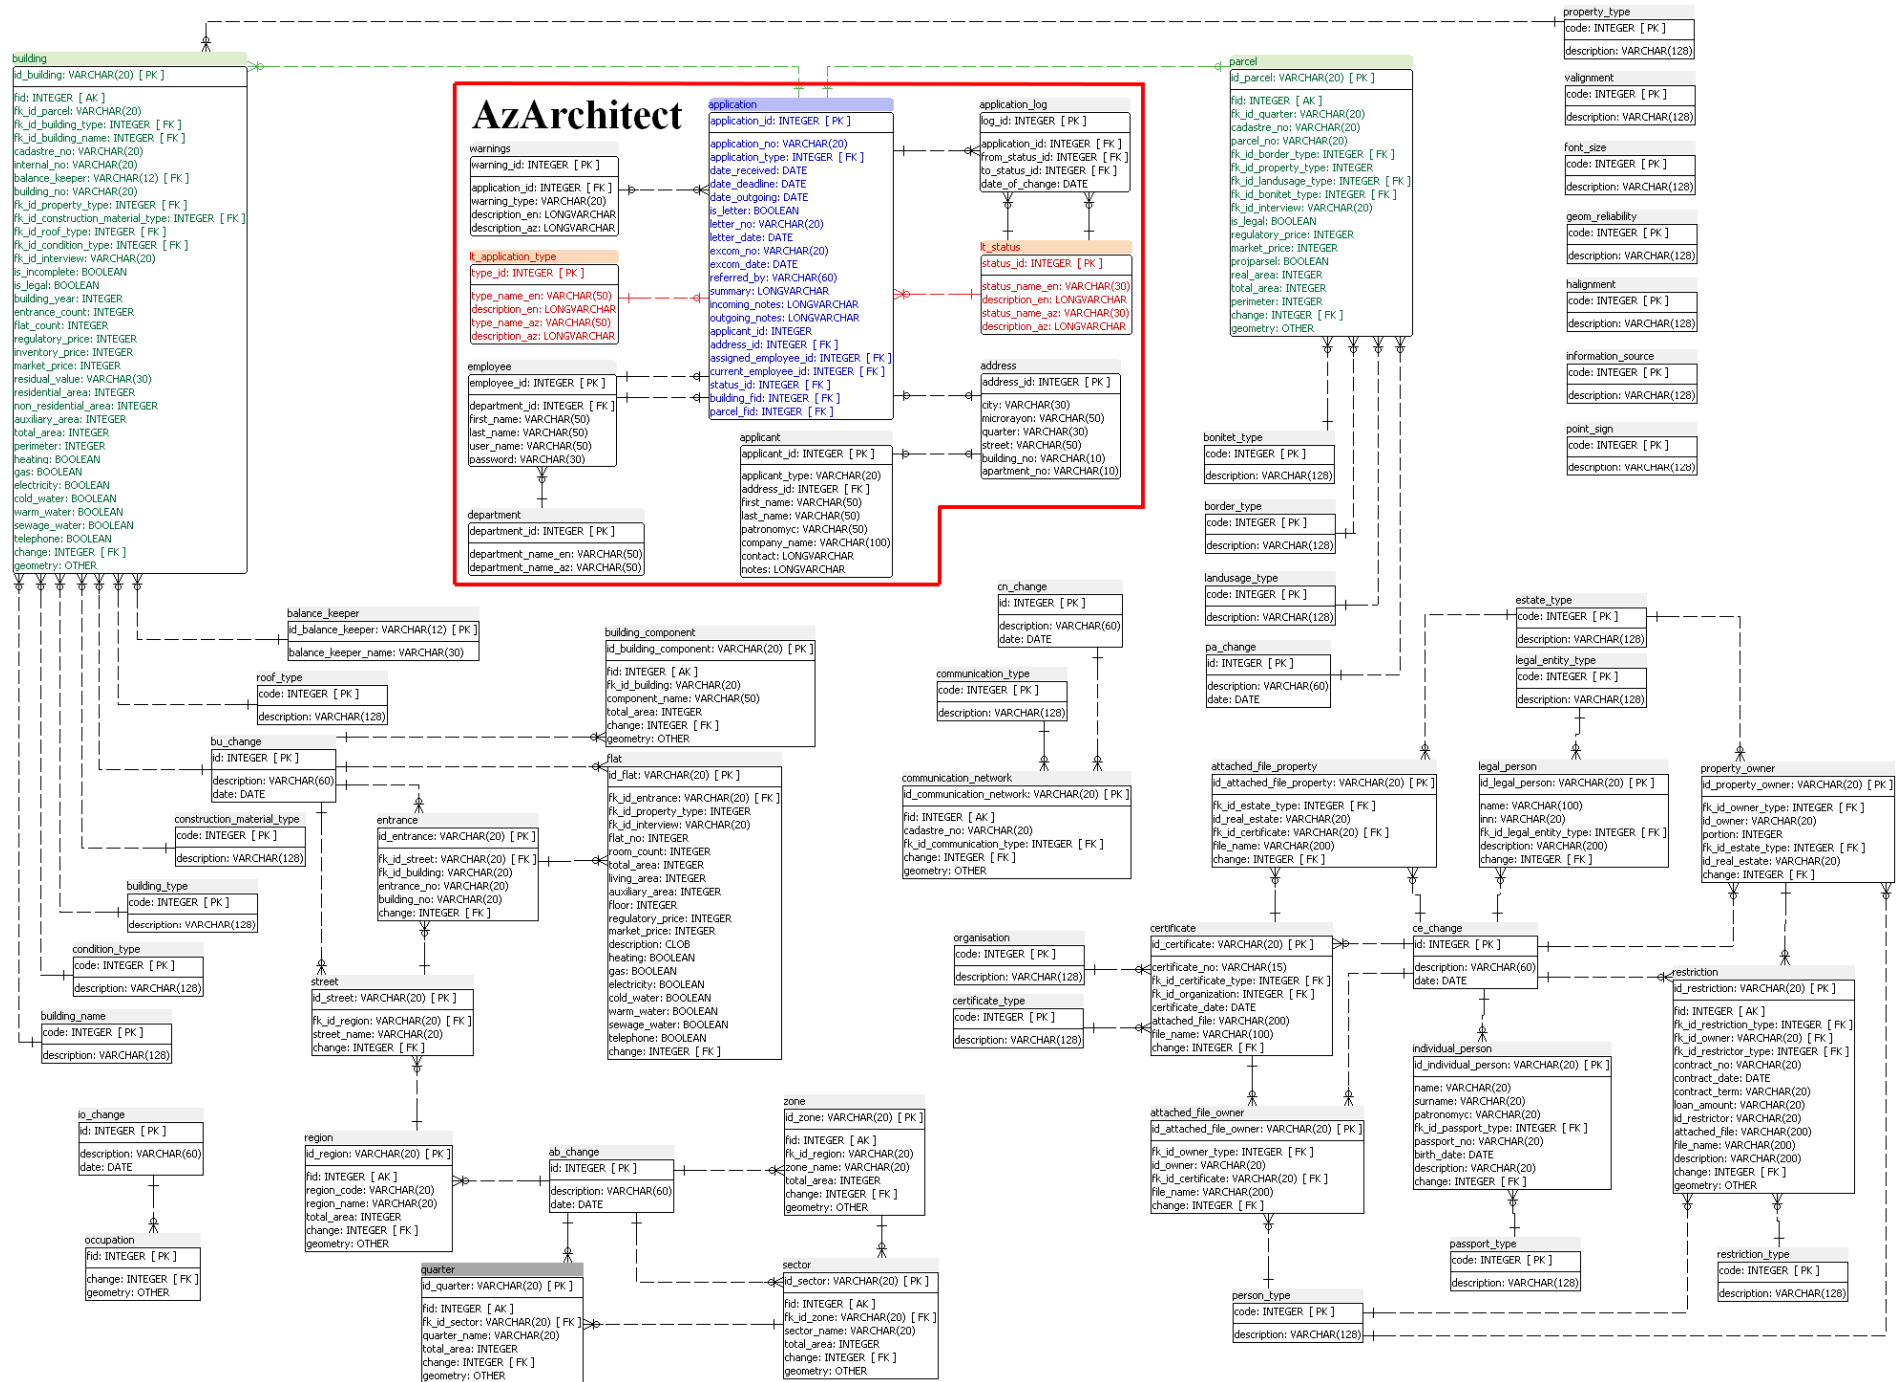 property_type
code: INTEGER [ PK ]
description: VARCHAR(128)
building
id_building: VARCHAR(20) [ PK ]
fid: INTEGER [ AK ]
fk_id_parcel: VARCHAR(20)
fk_id_building_type: INTEGER [ FK ]
fk_id_building_name: INTEGER [ FK ]
cadastre_no: VARCHAR(20)
internal_no: VARCHAR(20)
balance_keeper: VARCHAR(12) [ FK ]
building_no: VARCHAR(20)
fk_id_property_type: INTEGER [ FK ]
fk_id_construction_material_type: INTEGER [ FK ]
fk_id_roof_type: INTEGER [ FK ]
fk_id_condition_type: INTEGER [ FK ]
fk_id_interview: VARCHAR(20)
is_incomplete: BOOLEAN
is_legal: BOOLEAN
building_year: INTEGER
entrance_count: INTEGER
flat_count: INTEGER
regulatory_price: INTEGER
inventory_price: INTEGER
market_price: INTEGER
residual_value: VARCHAR(30)
residential_area: INTEGER
non_residential_area: INTEGER
auxiliary_area: INTEGER
total_area: INTEGER
perimeter: INTEGER
heating: BOOLEAN
gas: BOOLEAN
electricity: BOOLEAN
cold_water: BOOLEAN
warm_water: BOOLEAN
sewage_water: BOOLEAN
telephone: BOOLEAN
change: INTEGER [ FK ]
geometry: OTHER
AzArchitect
warnings
warning_id: INTEGER [ PK ]
application_id: INTEGER [ FK ]
warning_type: VARCHAR(20)
description_en: LONGVARCHAR
description_az: LONGVARCHAR
lt_application_type
type_id: INTEGER [ PK ]
type_name_en: VARCHAR(50)
description_en: LONGVARCHAR
type_name_az: VARCHAR(50)
description_az: LONGVARCHAR
employee
employee_id: INTEGER [ PK ]
department_id: INTEGER [ FK ]
first_name: VARCHAR(50)
last_name: VARCHAR(50)
user_name: VARCHAR(50)
password: VARCHAR(30)
department
department_id: INTEGER [ PK ]
department_name_en: VARCHAR(50)
department_name_az: VARCHAR(50)
application
application_id: INTEGER [ PK ]
application_no: VARCHAR(20)
application_type: INTEGER [ FK ]
date_received: DATE
date_deadline: DATE
date_outgoing: DATE
is_letter: BOOLEAN
letter_no: VARCHAR(20)
letter_date: DATE
excom_no: VARCHAR(20)
excom_date: DATE
referred_by: VARCHAR(60)
summary: LONGVARCHAR
incoming_notes: LONGVARCHAR
outgoing_notes: LONGVARCHAR
applicant_id: INTEGER
address_id: INTEGER [ FK ]
assigned_employee_id: INTEGER [ FK ]
current_employee_id: INTEGER [ FK ]
status_id: INTEGER [ FK ]
building_fid: INTEGER [ FK ]
parcel_fid: INTEGER [ FK ]
applicant
applicant_id: INTEGER [ PK ]
applicant_type: VARCHAR(20)
address_id: INTEGER [ FK ]
first_name: VARCHAR(50)
last_name: VARCHAR(50)
patronomyc: VARCHAR(50)
company_name: VARCHAR(100)
contact: LONGVARCHAR
notes: LONGVARCHAR
application_log
log_id: INTEGER [ PK ]
application_id: INTEGER [ FK ]
from_status_id: INTEGER [ FK ]
to_status_id: INTEGER [ FK ]
date_of_change: DATE
lt_status
status_id: INTEGER [ PK ]
status_name_en: VARCHAR(30)
description_en: LONGVARCHAR
status_name_az: VARCHAR(30)
description_az: LONGVARCHAR
address
address_id: INTEGER [ PK ]
city: VARCHAR(30)
microrayon: VARCHAR(50)
quarter: VARCHAR(30)
street: VARCHAR(50)
building_no: VARCHAR(10)
apartment_no: VARCHAR(10)
parcel
id_parcel: VARCHAR(20) [ PK ]
fid: INTEGER [ AK ]
fk_id_quarter: VARCHAR(20)
cadastre_no: VARCHAR(20)
parcel_no: VARCHAR(20)
fk_id_border_type: INTEGER [ FK ]
fk_id_property_type: INTEGER
fk_id_landusage_type: INTEGER [ FK ]
fk_id_bonitet_type: INTEGER [ FK ]
fk_id_interview: VARCHAR(20)
is_legal: BOOLEAN
regulatory_price: INTEGER
market_price: INTEGER
projparsel: BOOLEAN
real_area: INTEGER
total_area: INTEGER
perimeter: INTEGER
change: INTEGER [ FK ]
geometry: OTHER
valignment
code: INTEGER [ PK ]
description: VARCHAR(128)
font_size
code: INTEGER [ PK ]
description: VARCHAR(128)
geom_reliability
code: INTEGER [ PK ]
description: VARCHAR(128)
halignment
code: INTEGER [ PK ]
description: VARCHAR(128)
information_source
code: INTEGER [ PK ]
description: VARCHAR(128)
point_sign
code: INTEGER [ PK ]
description: VARCHAR(128)
bonitet_type
code: INTEGER [ PK ]
description: VARCHAR(128)
border_type
code: INTEGER [ PK ]
description: VARCHAR(128)
landusage_type
code: INTEGER [ PK ]
description: VARCHAR(128)
pa_change
id: INTEGER [ PK ]
description: VARCHAR(60)
date: DATE
balance_keeper
id_balance_keeper: VARCHAR(12) [ PK ]
balance_keeper_name: VARCHAR(30)
roof_type
code: INTEGER [ PK ]
description: VARCHAR(128)
bu_change
id: INTEGER [ PK ]
description: VARCHAR(60)
date: DATE
construction_material_type
code: INTEGER [ PK ]
description: VARCHAR(128)
building_type
code: INTEGER [ PK ]
description: VARCHAR(128)
condition_type
code: INTEGER [ PK ]
description: VARCHAR(128)
building_name
code: INTEGER [ PK ]
description: VARCHAR(128)
building_component
id_building_component: VARCHAR(20) [ PK ]
fid: INTEGER [ AK ]
fk_id_building: VARCHAR(20)
component_name: VARCHAR(50)
total_area: INTEGER
change: INTEGER [ FK ]
geometry: OTHER
flat
id_flat: VARCHAR(20) [ PK ]
fk_id_entrance: VARCHAR(20) [ FK ]
fk_id_property_type: INTEGER
fk_id_interview: VARCHAR(20)
flat_no: INTEGER
room_count: INTEGER
total_area: INTEGER
living_area: INTEGER
auxiliary_area: INTEGER
floor: INTEGER
regulatory_price: INTEGER
market_price: INTEGER
description: CLOB
heating: BOOLEAN
gas: BOOLEAN
electricity: BOOLEAN
cold_water: BOOLEAN
warm_water: BOOLEAN
sewage_water: BOOLEAN
telephone: BOOLEAN
change: INTEGER [ FK ]
entrance
id_entrance: VARCHAR(20) [ PK ]
fk_id_street: VARCHAR(20) [ FK ]
fk_id_building: VARCHAR(20)
entrance_no: VARCHAR(20)
building_no: VARCHAR(20)
change: INTEGER [ FK ]
street
id_street: VARCHAR(20) [ PK ]
fk_id_region: VARCHAR(20) [ FK ]
street_name: VARCHAR(20)
change: INTEGER [ FK ]
cn_change
id: INTEGER [ PK ]
description: VARCHAR(60)
date: DATE
communication_type
code: INTEGER [ PK ]
description: VARCHAR(128)
communication_network
id_communication_network: VARCHAR(20) [ PK ]
fid: INTEGER [ AK ]
cadastre_no: VARCHAR(20)
fk_id_communication_type: INTEGER [ FK ]
change: INTEGER [ FK ]
geometry: OTHER
estate_type
code: INTEGER [ PK ]
description: VARCHAR(128)
legal_entity_type
code: INTEGER [ PK ]
description: VARCHAR(128)
attached_file_property
id_attached_file_property: VARCHAR(20) [ PK ]
fk_id_estate_type: INTEGER [ FK ]
id_real_estate: VARCHAR(20)
fk_id_certificate: VARCHAR(20) [ FK ]
file_name: VARCHAR(200)
change: INTEGER [ FK ]
legal_person
id_legal_person: VARCHAR(20) [ PK ]
name: VARCHAR(100)
inn: VARCHAR(20)
fk_id_legal_entity_type: INTEGER [ FK ]
description: VARCHAR(200)
change: INTEGER [ FK ]
property_owner
id_property_owner: VARCHAR(20) [ PK ]
fk_id_owner_type: INTEGER [ FK ]
id_owner: VARCHAR(20)
portion: INTEGER
fk_id_estate_type: INTEGER [ FK ]
id_real_estate: VARCHAR(20)
change: INTEGER [ FK ]
organisation
code: INTEGER [ PK ]
description: VARCHAR(128)
certificate_type
code: INTEGER [ PK ]
description: VARCHAR(128)
certificate
id_certificate: VARCHAR(20) [ PK ]
certificate_no: VARCHAR(15)
fk_id_certificate_type: INTEGER [ FK ]
fk_id_organization: INTEGER [ FK ]
certificate_date: DATE
attached_file: VARCHAR(200)
file_name: VARCHAR(100)
change: INTEGER [ FK ]
ce_change
id: INTEGER [ PK ]
description: VARCHAR(60)
date: DATE
restriction
id_restriction: VARCHAR(20) [ PK ]
fid: INTEGER [ AK ]
fk_id_restriction_type: INTEGER [ FK ]
fk_id_owner: VARCHAR(20) [ FK ]
fk_id_restrictor_type: INTEGER [ FK ]
contract_no: VARCHAR(20)
contract_date: DATE
contract_term: VARCHAR(20)
loan_amount: VARCHAR(20)
id_restrictor: VARCHAR(20)
attached_file: VARCHAR(200)
file_name: VARCHAR(200)
description: VARCHAR(200)
change: INTEGER [ FK ]
geometry: OTHER
individual_person
id_individual_person: VARCHAR(20) [ PK ]
name: VARCHAR(20)
surname: VARCHAR(20)
patronomyc: VARCHAR(20)
fk_id_passport_type: INTEGER [ FK ]
passport_no: VARCHAR(20)
birth_date: DATE
description: VARCHAR(20)
change: INTEGER [ FK ]
attached_file_owner
id_attached_file_owner: VARCHAR(20) [ PK ]
fk_id_owner_type: INTEGER [ FK ]
id_owner: VARCHAR(20)
fk_id_certificate: VARCHAR(20) [ FK ]
file_name: VARCHAR(200)
change: INTEGER [ FK ]
passport_type
code: INTEGER [ PK ]
description: VARCHAR(128)
restriction_type
code: INTEGER [ PK ]
description: VARCHAR(128)
person_type
code: INTEGER [ PK ]
description: VARCHAR(128)
io_change
id: INTEGER [ PK ]
description: VARCHAR(60)
date: DATE
occupation
fid: INTEGER [ PK ]
change: INTEGER [ FK ]
geometry: OTHER
region
id_region: VARCHAR(20) [ PK ]
fid: INTEGER [ AK ]
region_code: VARCHAR(20)
region_name: VARCHAR(20)
total_area: INTEGER
change: INTEGER [ FK ]
geometry: OTHER
ab_change
id: INTEGER [ PK ]
description: VARCHAR(60)
date: DATE
zone
id_zone: VARCHAR(20) [ PK ]
fid: INTEGER [ AK ]
fk_id_region: VARCHAR(20)
zone_name: VARCHAR(20)
total_area: INTEGER
change: INTEGER [ FK ]
geometry: OTHER
quarter
id_quarter: VARCHAR(20) [ PK ]
fid: INTEGER [ AK ]
fk_id_sector: VARCHAR(20) [ FK ]
quarter_name: VARCHAR(20)
total_area: INTEGER
change: INTEGER [ FK ]
geometry: OTHER
sector
id_sector: VARCHAR(20) [ PK ]
fid: INTEGER [ AK ]
fk_id_zone: VARCHAR(20) [ FK ]
sector_name: VARCHAR(20)
total_area: INTEGER
change: INTEGER [ FK ]
geometry: OTHER